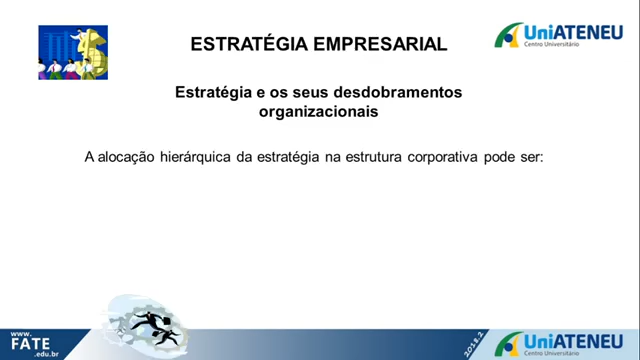 ESTRATÉGIA EMPRESARIAL
UniATENEU
Centro Universitário
Estratégia e os seus desdobramentos
organizacionais
A alocação hierárquica da estratégia na estrutura corporativa pode ser:
www.
FATE
.edu.br
2018.2
UniATENEU
Centro Universitário